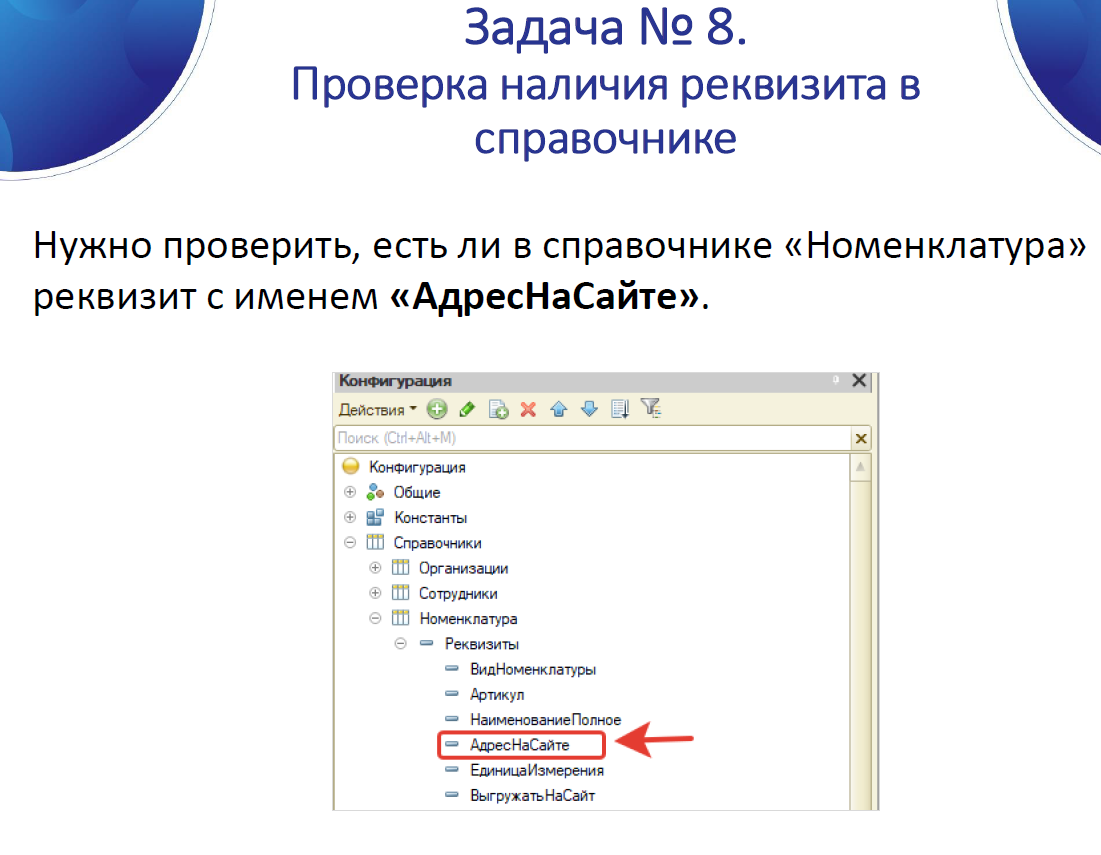 Задача № 8.
Проверка наличия реквизита в
справочнике
Нужно проверить, есть ли в справочнике «Номенклатура»
реквизит с именем «АдресНаСайте».
Конфигурация
Действия
Поиск (Ctrl+Alt+M)
Конфигурация
Общие
Константы
Справочники
Организации
Сотрудники
Номенклатура
Реквизиты
ВидНоменклатуры
Артикул
НаименованиеПолное
АдресНаСайте
ЕдиницаИзмерения
ВыгружатьНаСайт